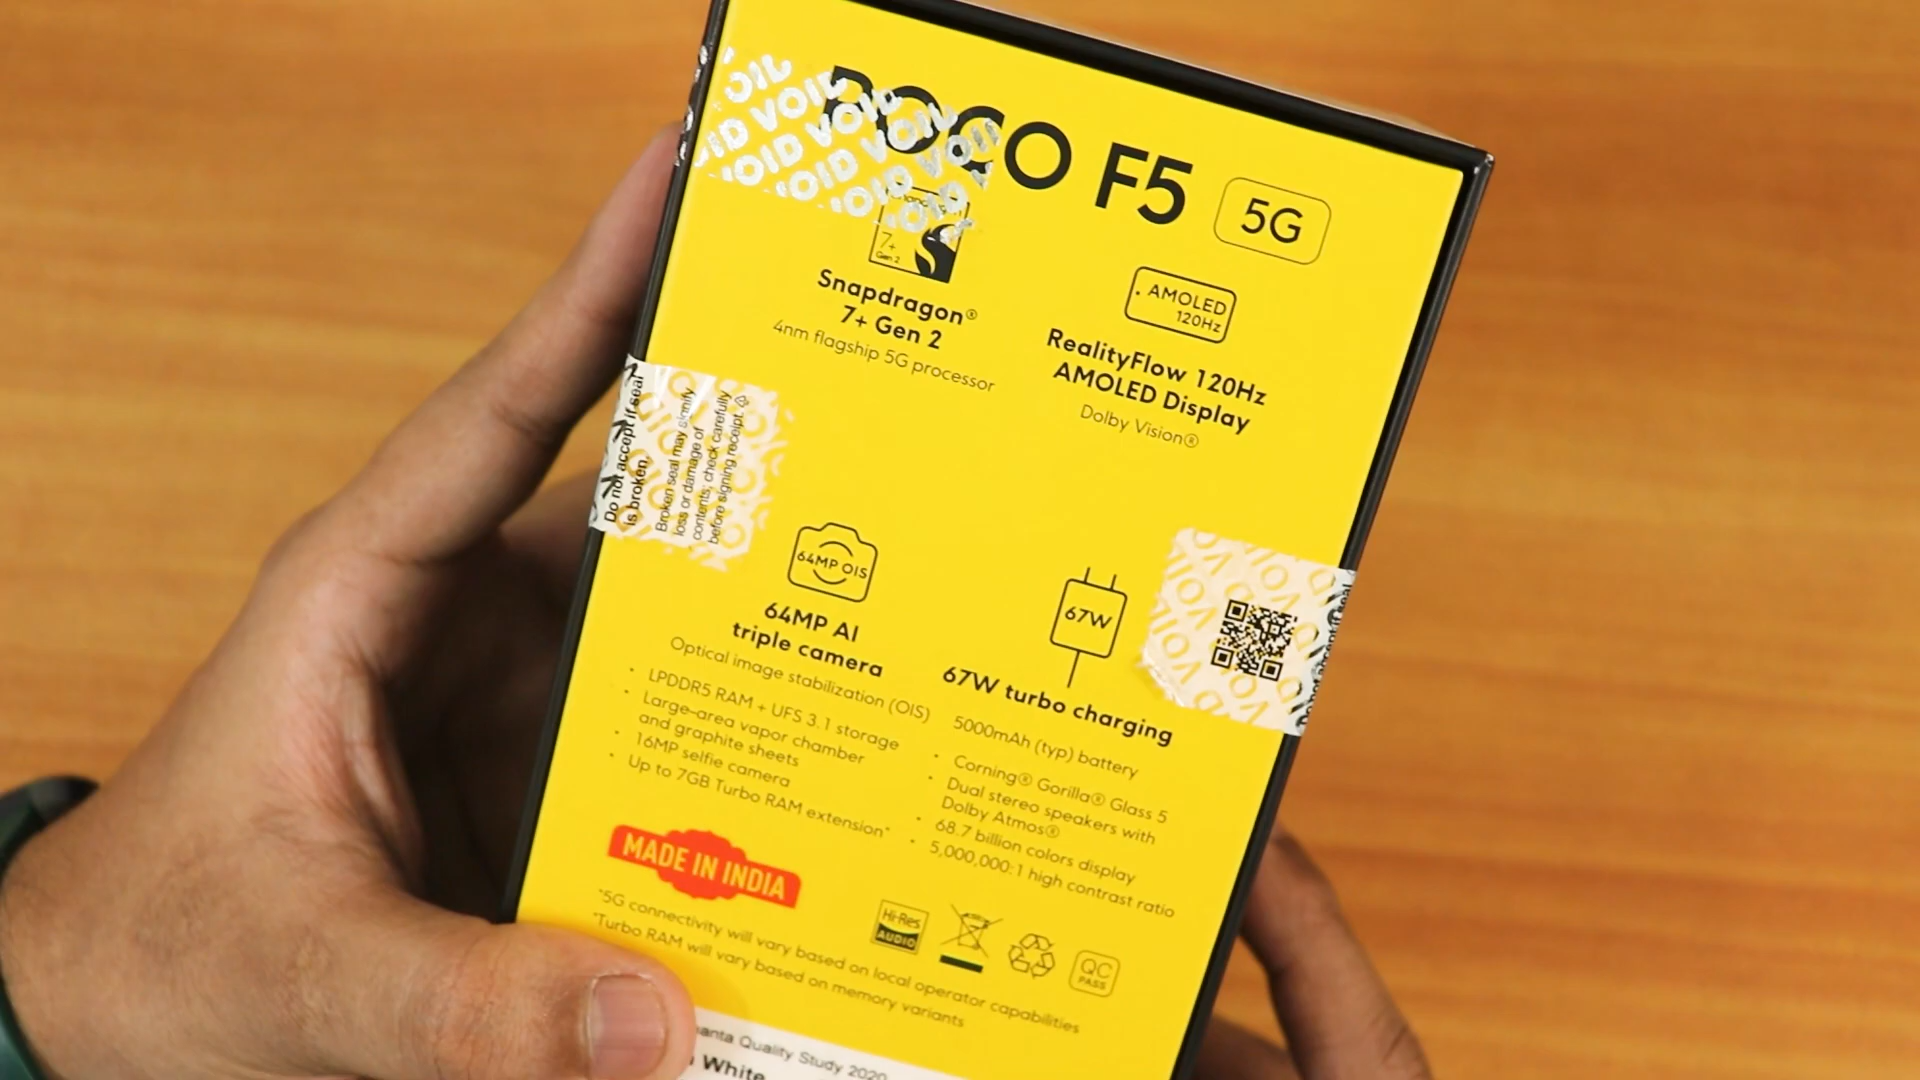 POCO F5 5G
VOID VOID
7+
Gen 2
Snapdragon®
7+ Gen 2
4nm flagship 5G processor
AMOLED
120Hz
RealityFlow 120Hz
AMOLED Display
Dolby Vision®
Do not accept if seal
is broken.
Broken seal may signify
loss or damage of
contents; check carefully
before signing receipt.
64MP OIS
64MP AI
triple camera
Optical image stabilization (OIS)
67W
67W turbo charging
5000mAh (typ) battery
VOID
• LPDDR5 RAM + UFS 3.1 storage
• Large-area vapor chamber
and graphite sheets
• 16MP selfie camera
• Up to 7GB Turbo RAM extension*
• Corning® Gorilla® Glass 5
• Dual stereo speakers with
Dolby Atmos®
• 68.7 billion colors display
• 5,000,000:1 high contrast ratio
MADE IN INDIA
Hi-Res
AUDIO
QC
PASS
*5G connectivity will vary based on local operator capabilities
*Turbo RAM will vary based on memory variants
Quality Study 2020
White